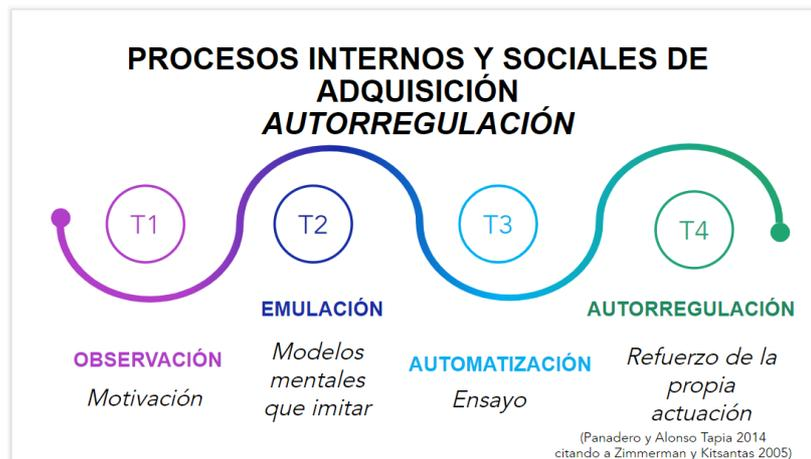 PROCESOS INTERNOS Y SOCIALES DE
ADQUISICIÓN
AUTORREGULACIÓN
T1
T2
T3
T4
OBSERVACIÓN
Motivación
EMULACIÓN
Modelos
mentales
que imitar
AUTOMATIZACIÓN
Ensayo
AUTORREGULACIÓN
Refuerzo de la
propia
actuación
(Panadero y Alonso Tapia 2014
citando a Zimmerman y Kitsantas 2005)